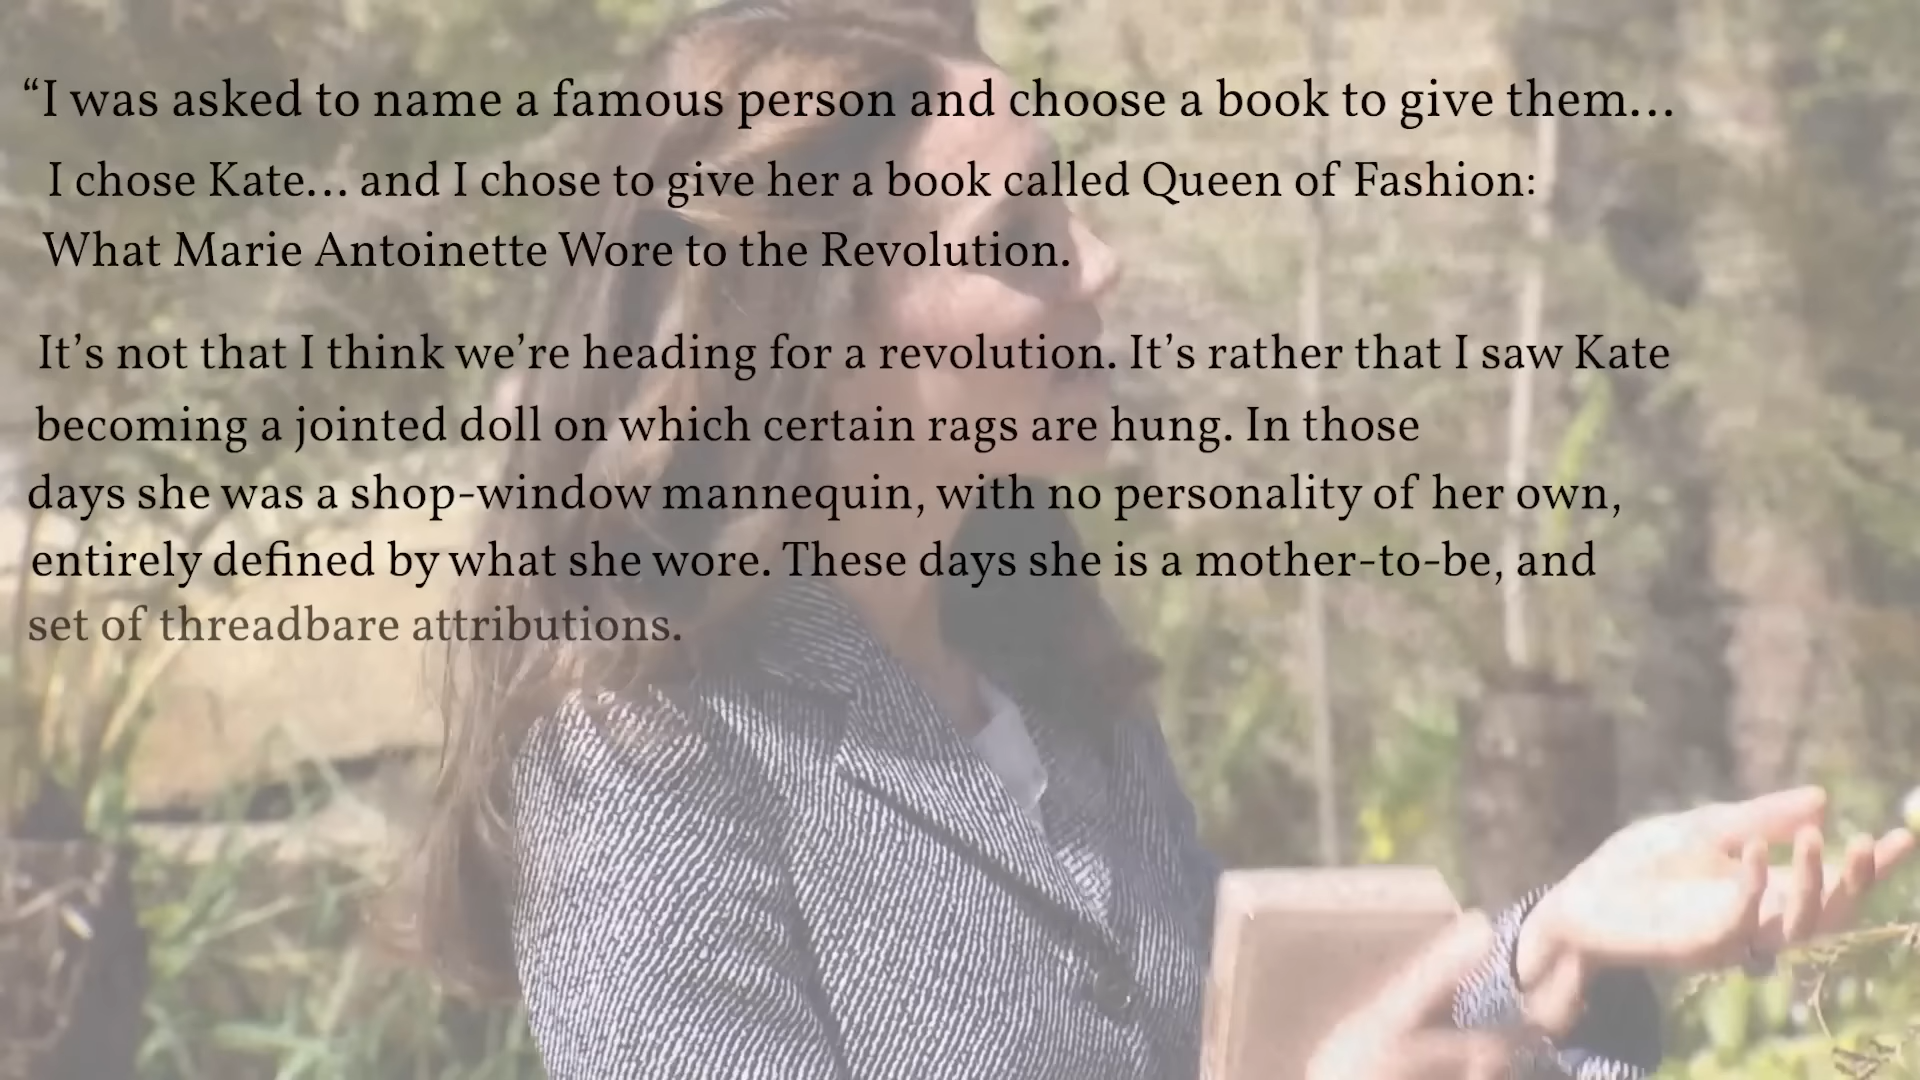 “I was asked to name a famous person and choose a book to give them…
I chose Kate… and I chose to give her a book called Queen of Fashion:
What Marie Antoinette Wore to the Revolution.
It’s not that I think we’re heading for a revolution. It’s rather that I saw Kate
becoming a jointed doll on which certain rags are hung. In those
days she was a shop-window mannequin, with no personality of her own,
entirely defined by what she wore. These days she is a mother-to-be, and
set of threadbare attributions.